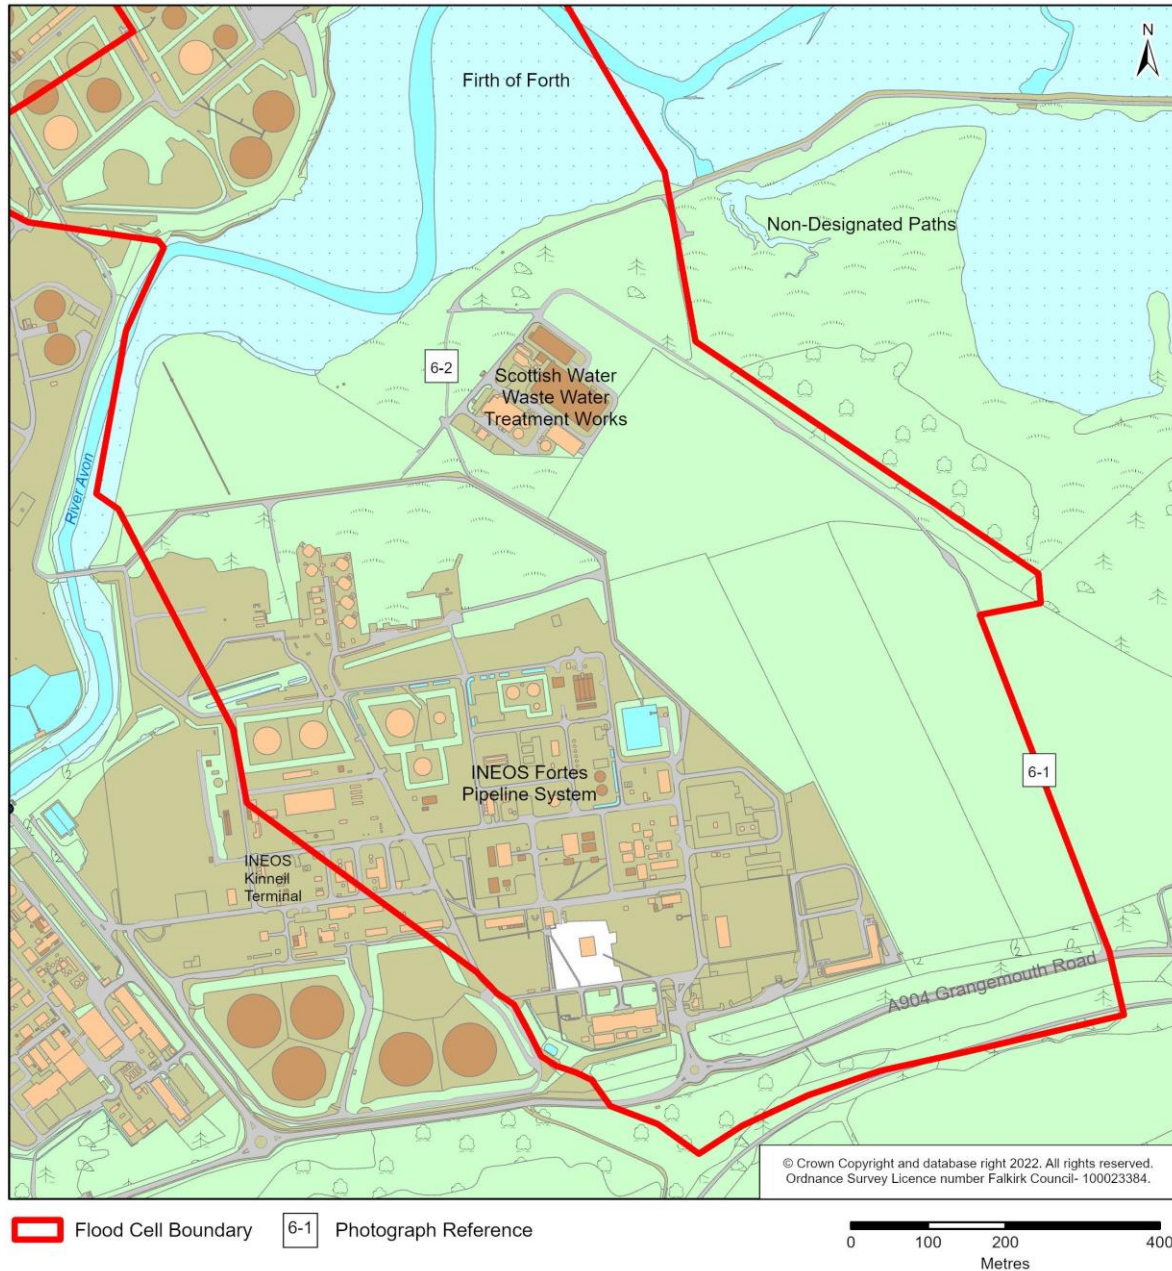 N
Firth of Forth
Non-Designated Paths
6-2
Scottish Water
Waste Water
Treatment Works
River Avon
6-1
INEOS Fortes
Pipeline System
INEOS
Kinneil
Terminal
A904 Grangemouth Road
© Crown Copyright and database right 2022. All rights reserved.
Ordnance Survey Licence number Falkirk Council- 100023384.
Flood Cell Boundary
6-1 Photograph Reference
0 100 200 400
Metres